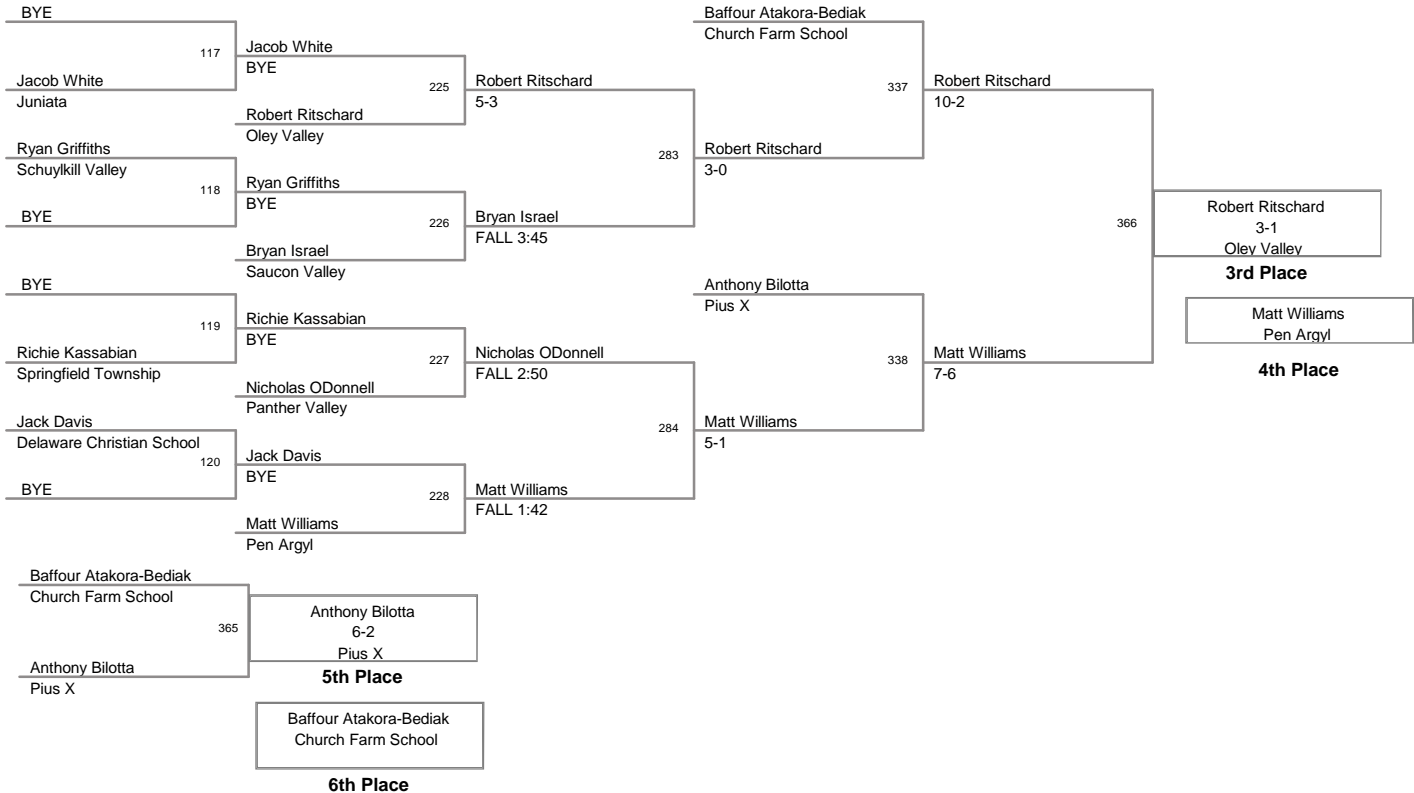 BYE
117
Jacob White
Juniata
Ryan Griffiths
Schuylkill Valley
118
BYE
BYE
119
Richie Kassabian
Springfield Township
Jack Davis
Delaware Christian School
120
BYE
Jacob White
BYE
225
Robert Ritschard
Oley Valley
Ryan Griffiths
BYE
226
Bryan Israel
Saucon Valley
Richie Kassabian
BYE
227
Nicholas ODonnell
Panther Valley
Jack Davis
BYE
228
Matt Williams
Pen Argyl
Robert Ritschard
5-3
283
Bryan Israel
FALL 3:45
Nicholas ODonnell
FALL 2:50
284
Matt Williams
FALL 1:42
Baffour Atakora-Bediak
Church Farm School
337
Robert Ritschard
3-0
Anthony Bilotta
Pius X
338
Matt Williams
5-1
Robert Ritschard
10-2
366
Matt Williams
7-6
Robert Ritschard
3-1
Oley Valley
3rd Place
Matt Williams
Pen Argyl
4th Place
Baffour Atakora-Bediak
Church Farm School
365
Anthony Bilotta
Pius X
Anthony Bilotta
6-2
Pius X
5th Place
Baffour Atakora-Bediak
Church Farm School
6th Place